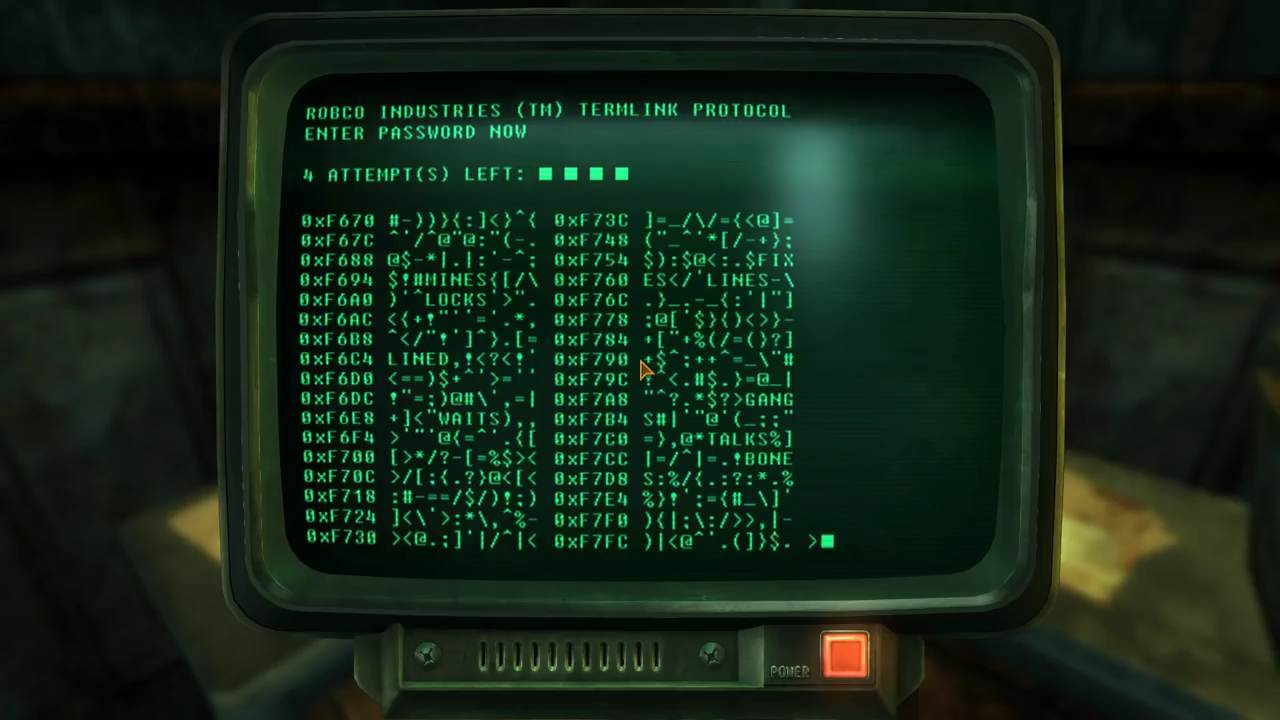 ROBCO INDUSTRIES (TM) TERMLINK PROTOCOL
ENTER PASSWORD NOW
4 ATTEMPT(S) LEFT: ■ ■ ■ ■
0xF670 #-))}{:]<}^{ 0xF73C ]=_/\/={<@]=
0xF67C ^'/^@"@:"(-. 0xF748 ("_^'*[/-+};
0xF688 @$-*|.|:'-^; 0xF754 $):$@<:.$FIX
0xF694 $!#MINES{[/\ 0xF760 ES</'LINES-\
0xF6A0 )'^LOCKS'>". 0xF76C .}_.-_{:'|"]
0xF6AC <{+!"''='.*, 0xF778 ;@['$}{)<>}-
0xF6B8 ^</"!']^}.[= 0xF784 +["+%(/=(}?]
0xF6C4 LINED,!<?<!' 0xF790 +$^;++^=_\"#
0xF6D0 <==)$+^'>='  0xF79C !^<.#$.}=@_|
0xF6DC !"=;)@#\',=| 0xF7A8 "^?.*$?>GANG
0xF6E8 +]<"WAITS),, 0xF7B4 S#|'"@'(_;;"
0xF6F4 >'"'@{=^'.{[ 0xF7C0 =},@*TALKS%]
0xF700 [>*/?-[=%$>< 0xF7CC |=/^|=.!BONE
0xF70C >/[;{.?}@<[< 0xF7D8 S:%/{.:?:*.%
0xF718 :#-==/$/)!;) 0xF7E4 %}!';={#_\]'
0xF724 ]<\'>:*\,^%- 0xF7F0 ){|;\:/>>,|-
0xF730 ><@.;]'|/^|< 0xF7FC )|<@^'.(]}$. >■
POWER